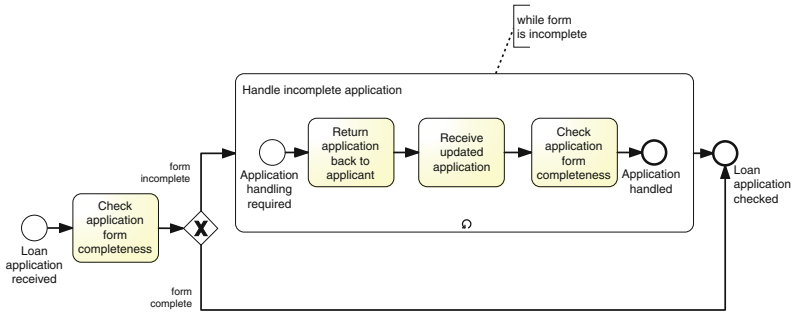 while form
is incomplete
Handle incomplete application
Return
application
back to
applicant
Receive
updated
application
Check
application
form
completeness
Application
handling
required
Application
handled
form
incomplete
Loan
application
checked
Check
application
form
completeness
X
Loan
application
received
form
complete